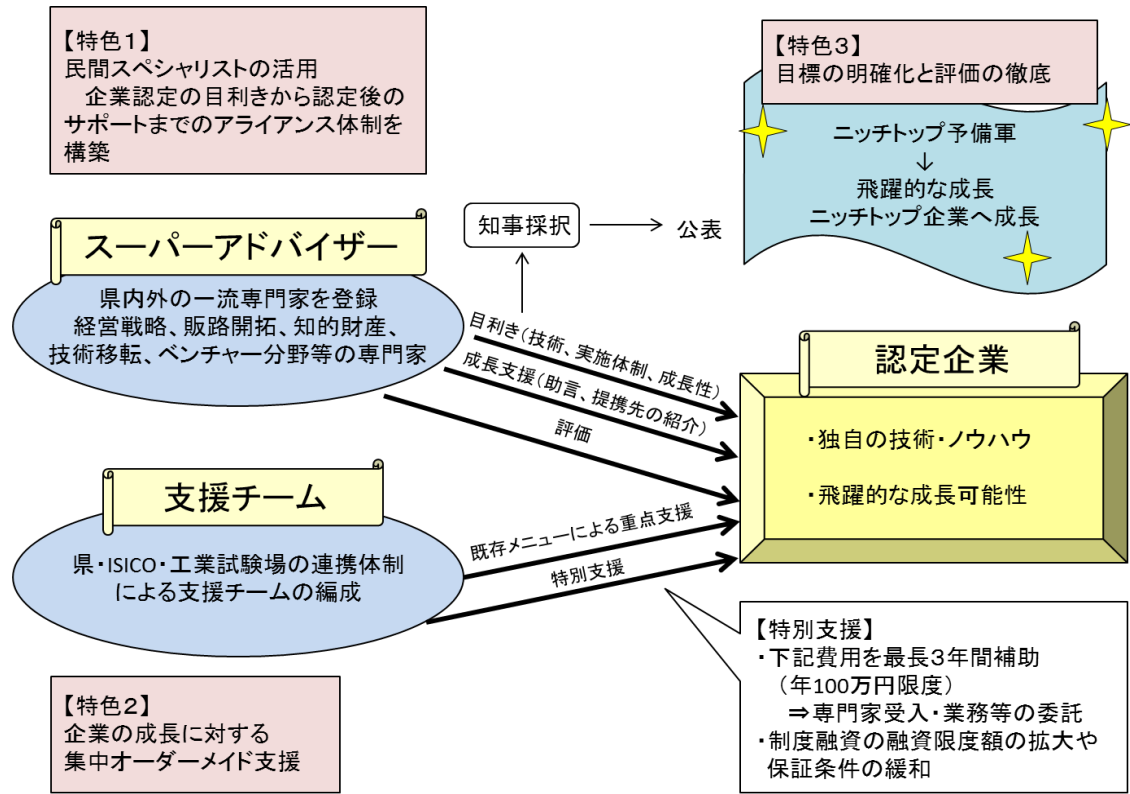 【特色1】
民間スペシャリストの活用
企業認定の目利きから認定後の
サポートまでのアライアンス体制を
構築
【特色3】
目標の明確化と評価の徹底
ニッチトップ予備軍
↓
飛躍的な成長
ニッチトップ企業へ成長
知事採択
公表
スーパーアドバイザー
県内外の一流専門家を登録
経営戦略、販路開拓、知的財産、
技術移転、ベンチャー分野等の専門家
目利き(技術、実施体制、成長性)
成長支援(助言、提携先の紹介)
評価
認定企業
・独自の技術・ノウハウ
・飛躍的な成長可能性
支援チーム
県・ISICO・工業試験場の連携体制
による支援チームの編成
既存メニューによる重点支援
特別支援
【特別支援】
・下記費用を最長3年間補助
(年100万円限度)
⇒専門家受入・業務等の委託
・制度融資の融資限度額の拡大や
保証条件の緩和
【特色2】
企業の成長に対する
集中オーダーメイド支援